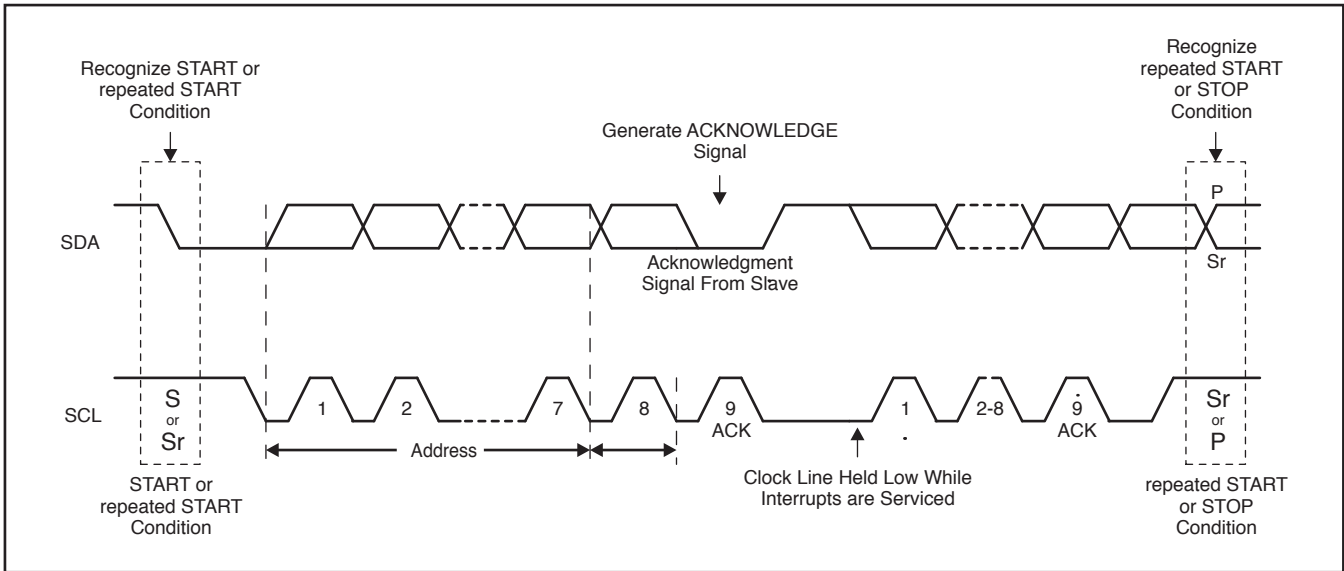 Recognize START or
repeated START
Condition
Recognize
repeated START
or STOP
Condition
Generate ACKNOWLEDGE
Signal
P
SDA
Sr
Acknowledgment
Signal From Slave
SCL
S
or
Sr
1
2
7
8
9
ACK
1
2-8
9
ACK
Sr
or
P
Address
Clock Line Held Low While
Interrupts are Serviced
START or
repeated START
Condition
repeated START
or STOP
Condition